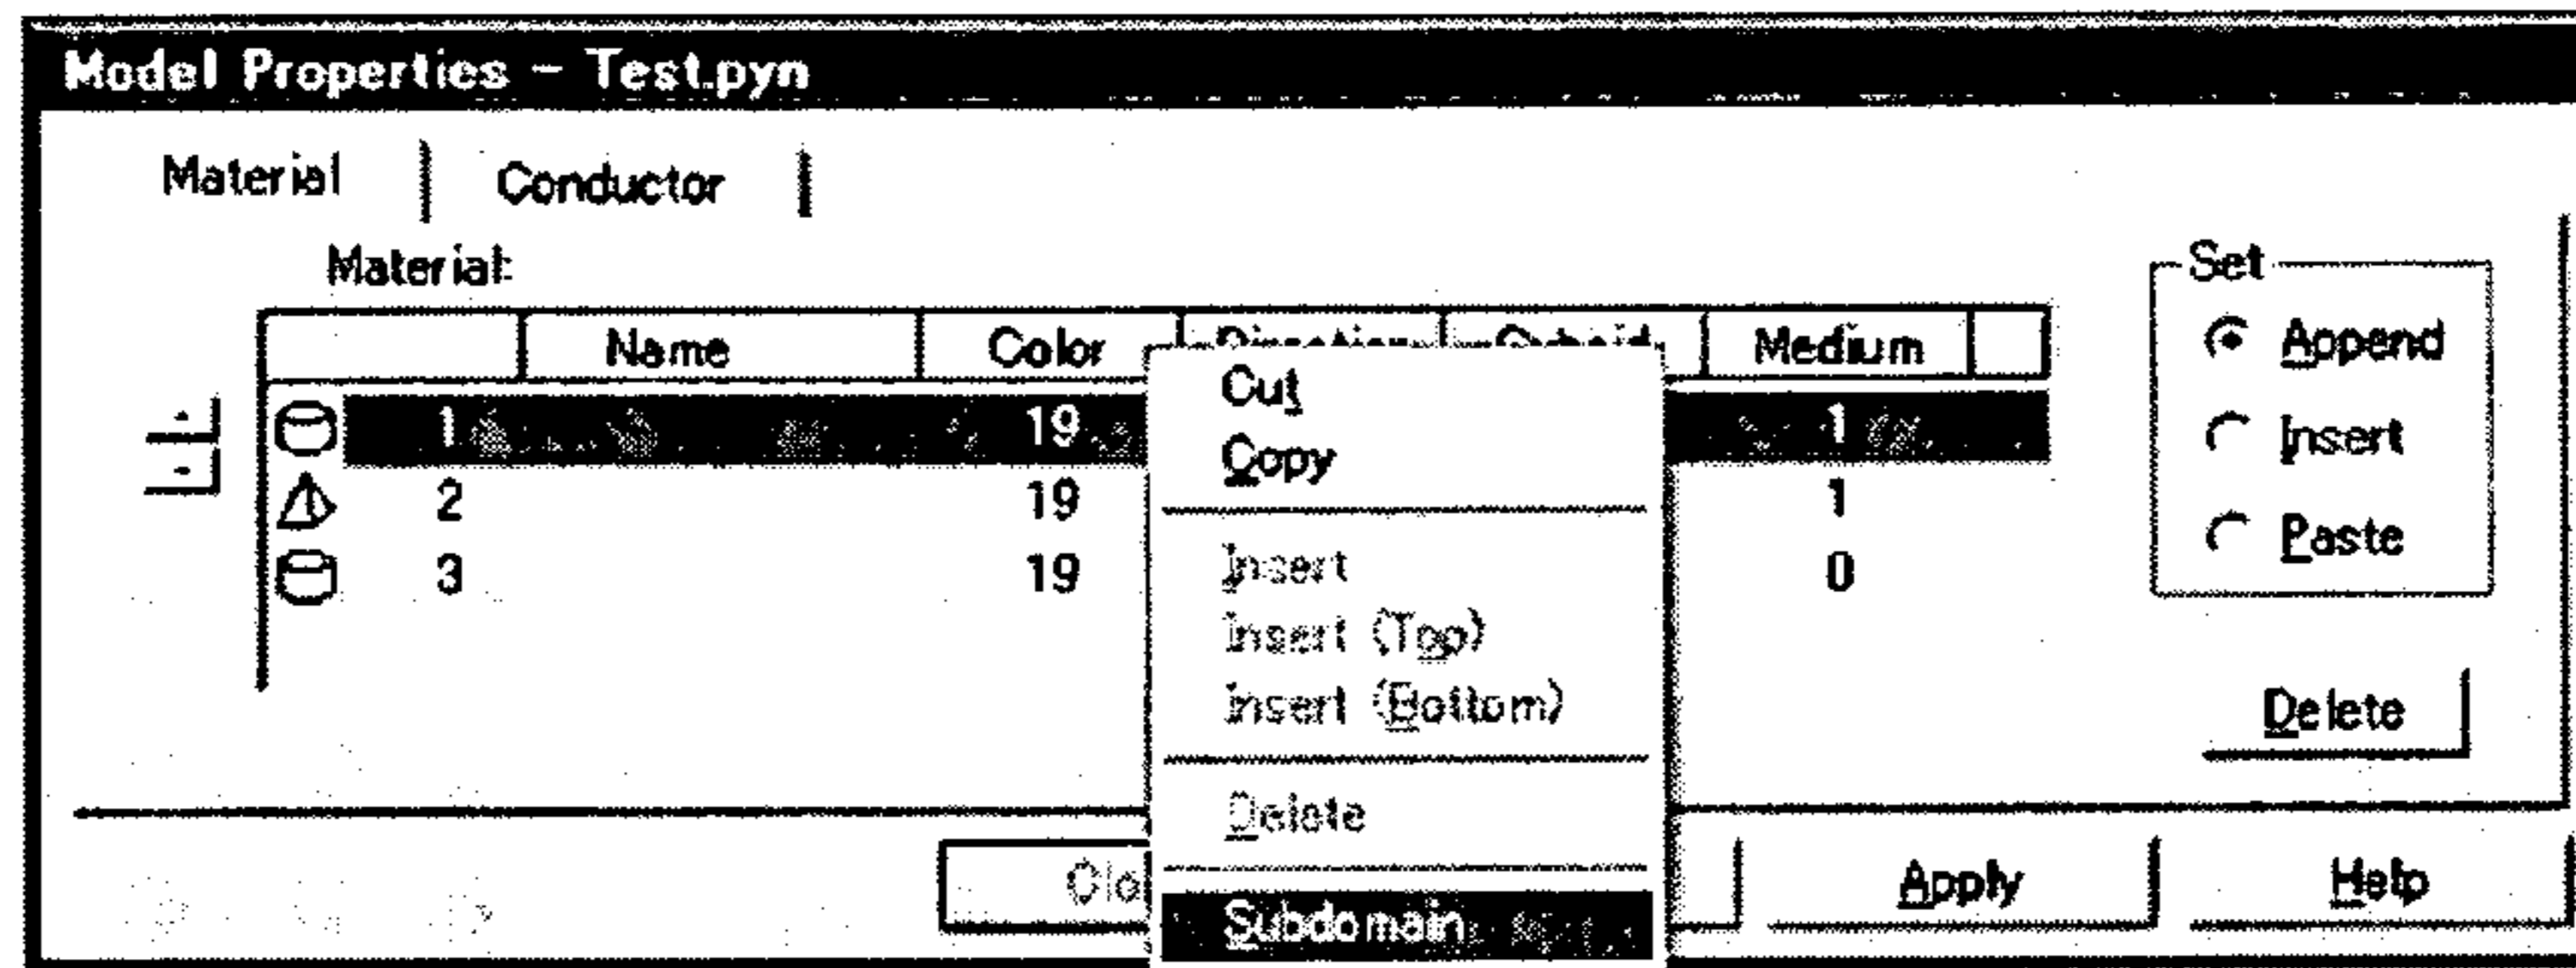 Model Properties - Test.pyn
Material Conductor
Material:
Set
Name Color Medium
Append
Cut
1 19 1
Insert
Copy
2 19 1
Paste
Insert
3 19 0
Insert (Top)
Insert (Bottom)
Delete
Delete
Clo
Apply Help
Subdomain